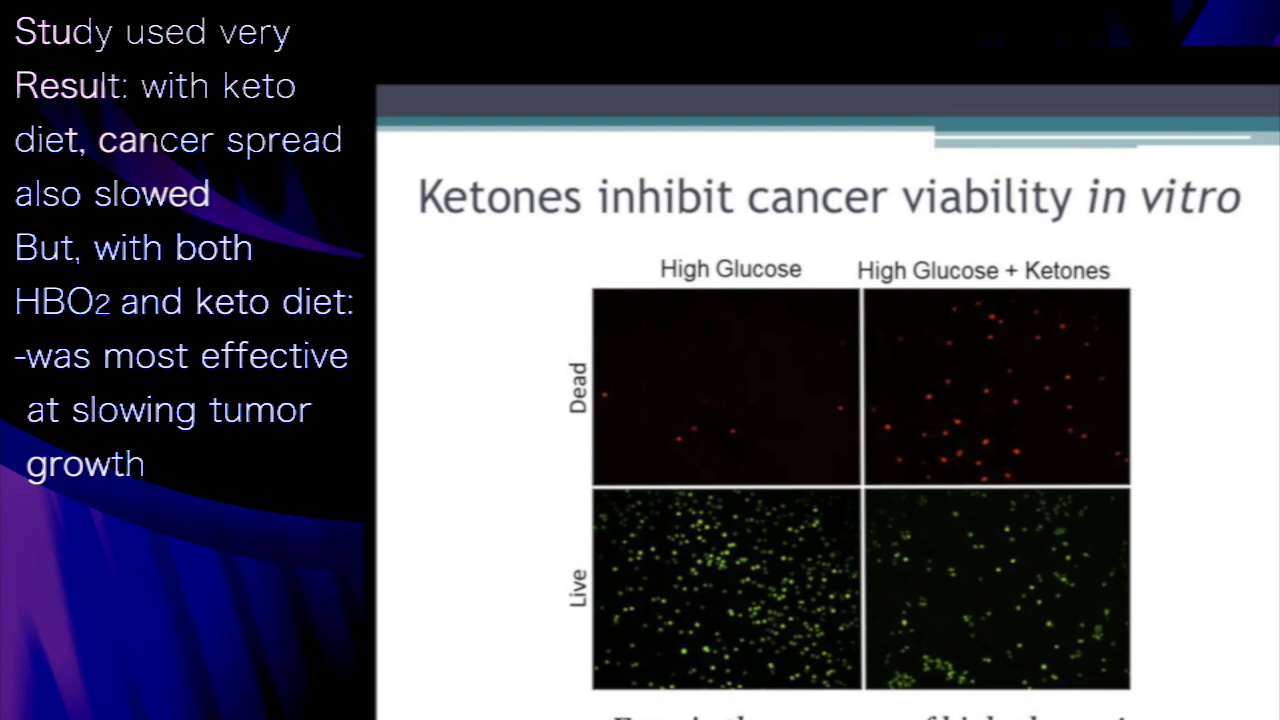 Study used very
Result: with keto
diet, cancer spread
also slowed
But, with both
HBO2 and keto diet:
-was most effective
at slowing tumor
growth
Ketones inhibit cancer viability in vitro
High Glucose
High Glucose + Ketones
Dead
Live